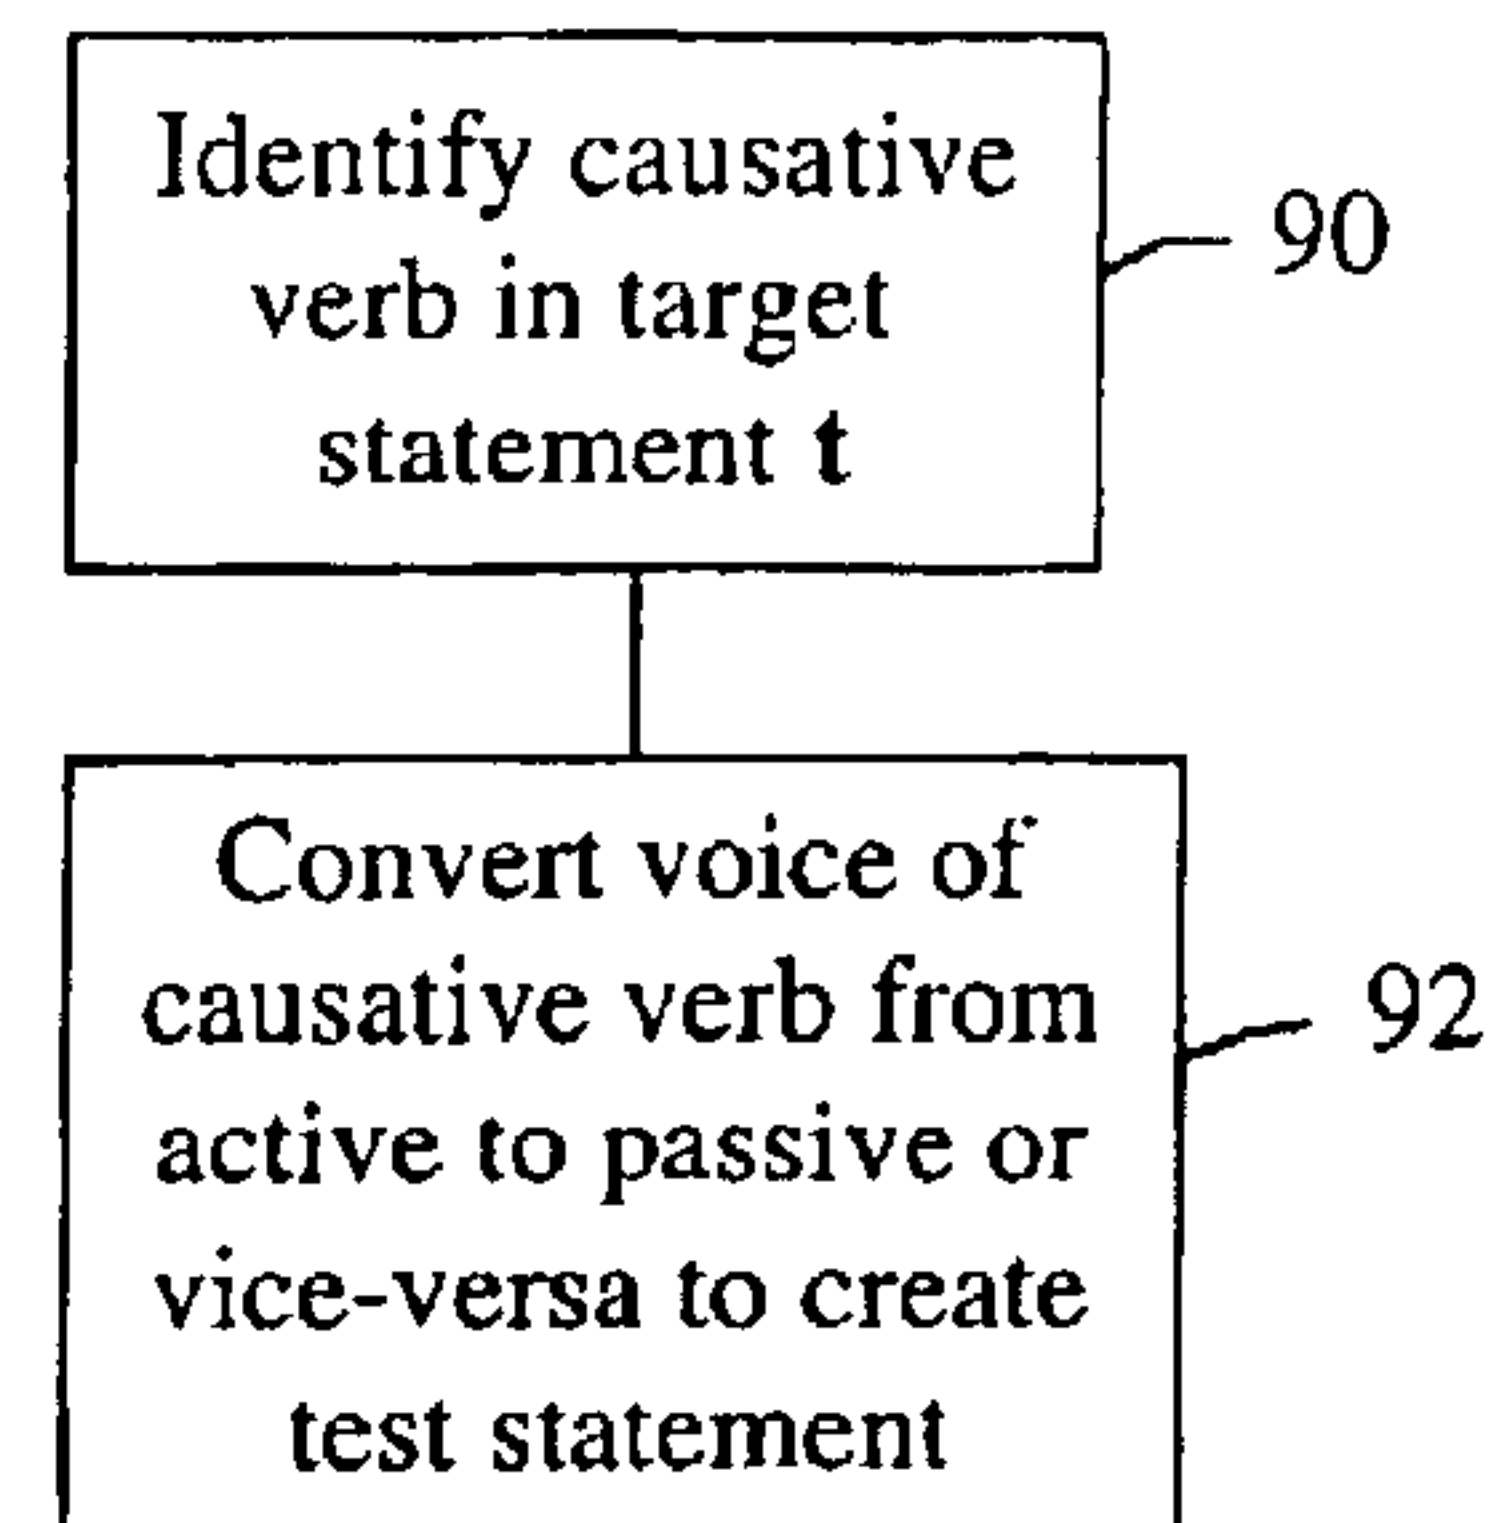 Identify causative
verb in target
statement t
90
Convert voice of
causative verb from
active to passive or
vice-versa to create
test statement
92